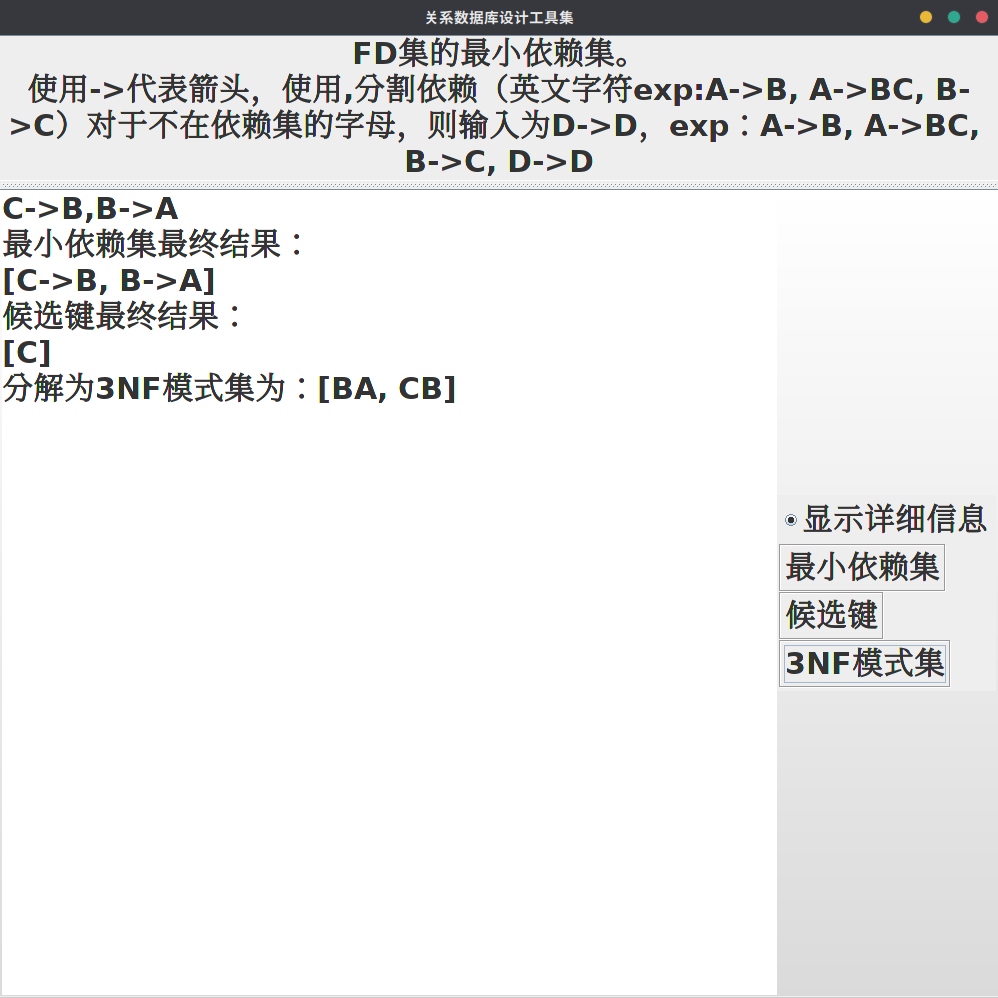 关系数据库设计工具集
FD集的最小依赖集。
使用->代表箭头，使用,分割依赖（英文字符exp:A->B, A->BC, B-
>C）对于不在依赖集的字母，则输入为D->D，exp：A->B, A->BC,
B->C, D->D
C->B,B->A
最小依赖集最终结果：
[C->B, B->A]
候选键最终结果：
[C]
分解为3NF模式集为：[BA, CB]
显示详细信息
最小依赖集
候选键
3NF模式集